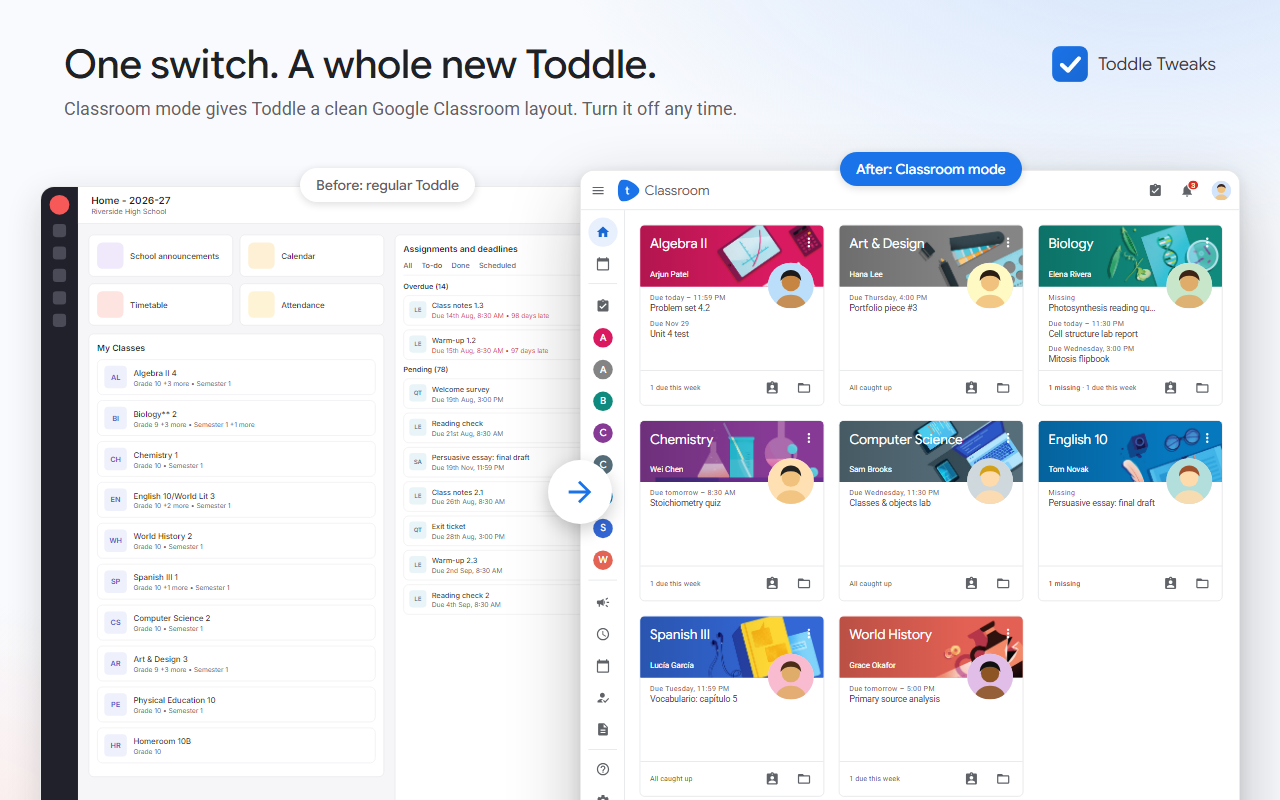 One switch. A whole new Toddle.
Classroom mode gives Toddle a clean Google Classroom layout. Turn it off any time.
Toddle Tweaks
Before: regular Toddle
Home - 2026-27
Riverside High School
School announcements
Calendar
Timetable
Attendance
My Classes
AL
Algebra II 4
Grade 10 +3 more • Semester 1
BI
Biology** 2
Grade 9 +3 more • Semester 1 +1 more
CH
Chemistry 1
Grade 10 • Semester 1
EN
English 10/World Lit 3
Grade 10 +2 more • Semester 1
WH
World History 2
Grade 10 • Semester 1
SP
Spanish III 1
Grade 10 +1 more • Semester 1
CS
Computer Science 2
Grade 10 • Semester 1
AR
Art & Design 3
Grade 9 +3 more • Semester 1
PE
Physical Education 10
Grade 10 • Semester 1
HR
Homeroom 10B
Grade 10
Assignments and deadlines
All To-do Done Scheduled
Overdue (14)
LE
Class notes 1.3
Due 14th Aug, 8:30 AM • 98 days late
LE
Warm-up 1.2
Due 15th Aug, 8:30 AM • 97 days late
Pending (78)
QT
Welcome survey
Due 19th Aug, 3:00 PM
LE
Reading check
Due 21st Aug, 8:30 AM
SA
Persuasive essay: final draft
Due 19th Nov, 11:59 PM
LE
Class notes 2.1
Due 26th Aug, 8:30 AM
QT
Exit ticket
Due 28th Aug, 3:00 PM
LE
Warm-up 2.3
Due 2nd Sep, 8:30 AM
LE
Reading check 2
Due 4th Sep, 8:30 AM
After: Classroom mode
t
Classroom
3
A
A
B
C
C
S
W
Algebra II
Arjun Patel
Due today – 11:59 PM
Problem set 4.2
Due Nov 29
Unit 4 test
1 due this week
Art & Design
Hana Lee
Due Thursday, 4:00 PM
Portfolio piece #3
All caught up
Biology
Elena Rivera
Missing
Photosynthesis reading qu...
Due today – 11:30 PM
Cell structure lab report
Due Wednesday, 3:00 PM
Mitosis flipbook
1 missing · 1 due this week
Chemistry
Wei Chen
Due tomorrow – 8:30 AM
Stoichiometry quiz
1 due this week
Computer Science
Sam Brooks
Due Wednesday, 11:30 PM
Classes & objects lab
All caught up
English 10
Tom Novak
Missing
Persuasive essay: final draft
1 missing
Spanish III
Lucía García
Due Tuesday, 11:59 PM
Vocabulario: capítulo 5
All caught up
World History
Grace Okafor
Due tomorrow – 5:00 PM
Primary source analysis
1 due this week